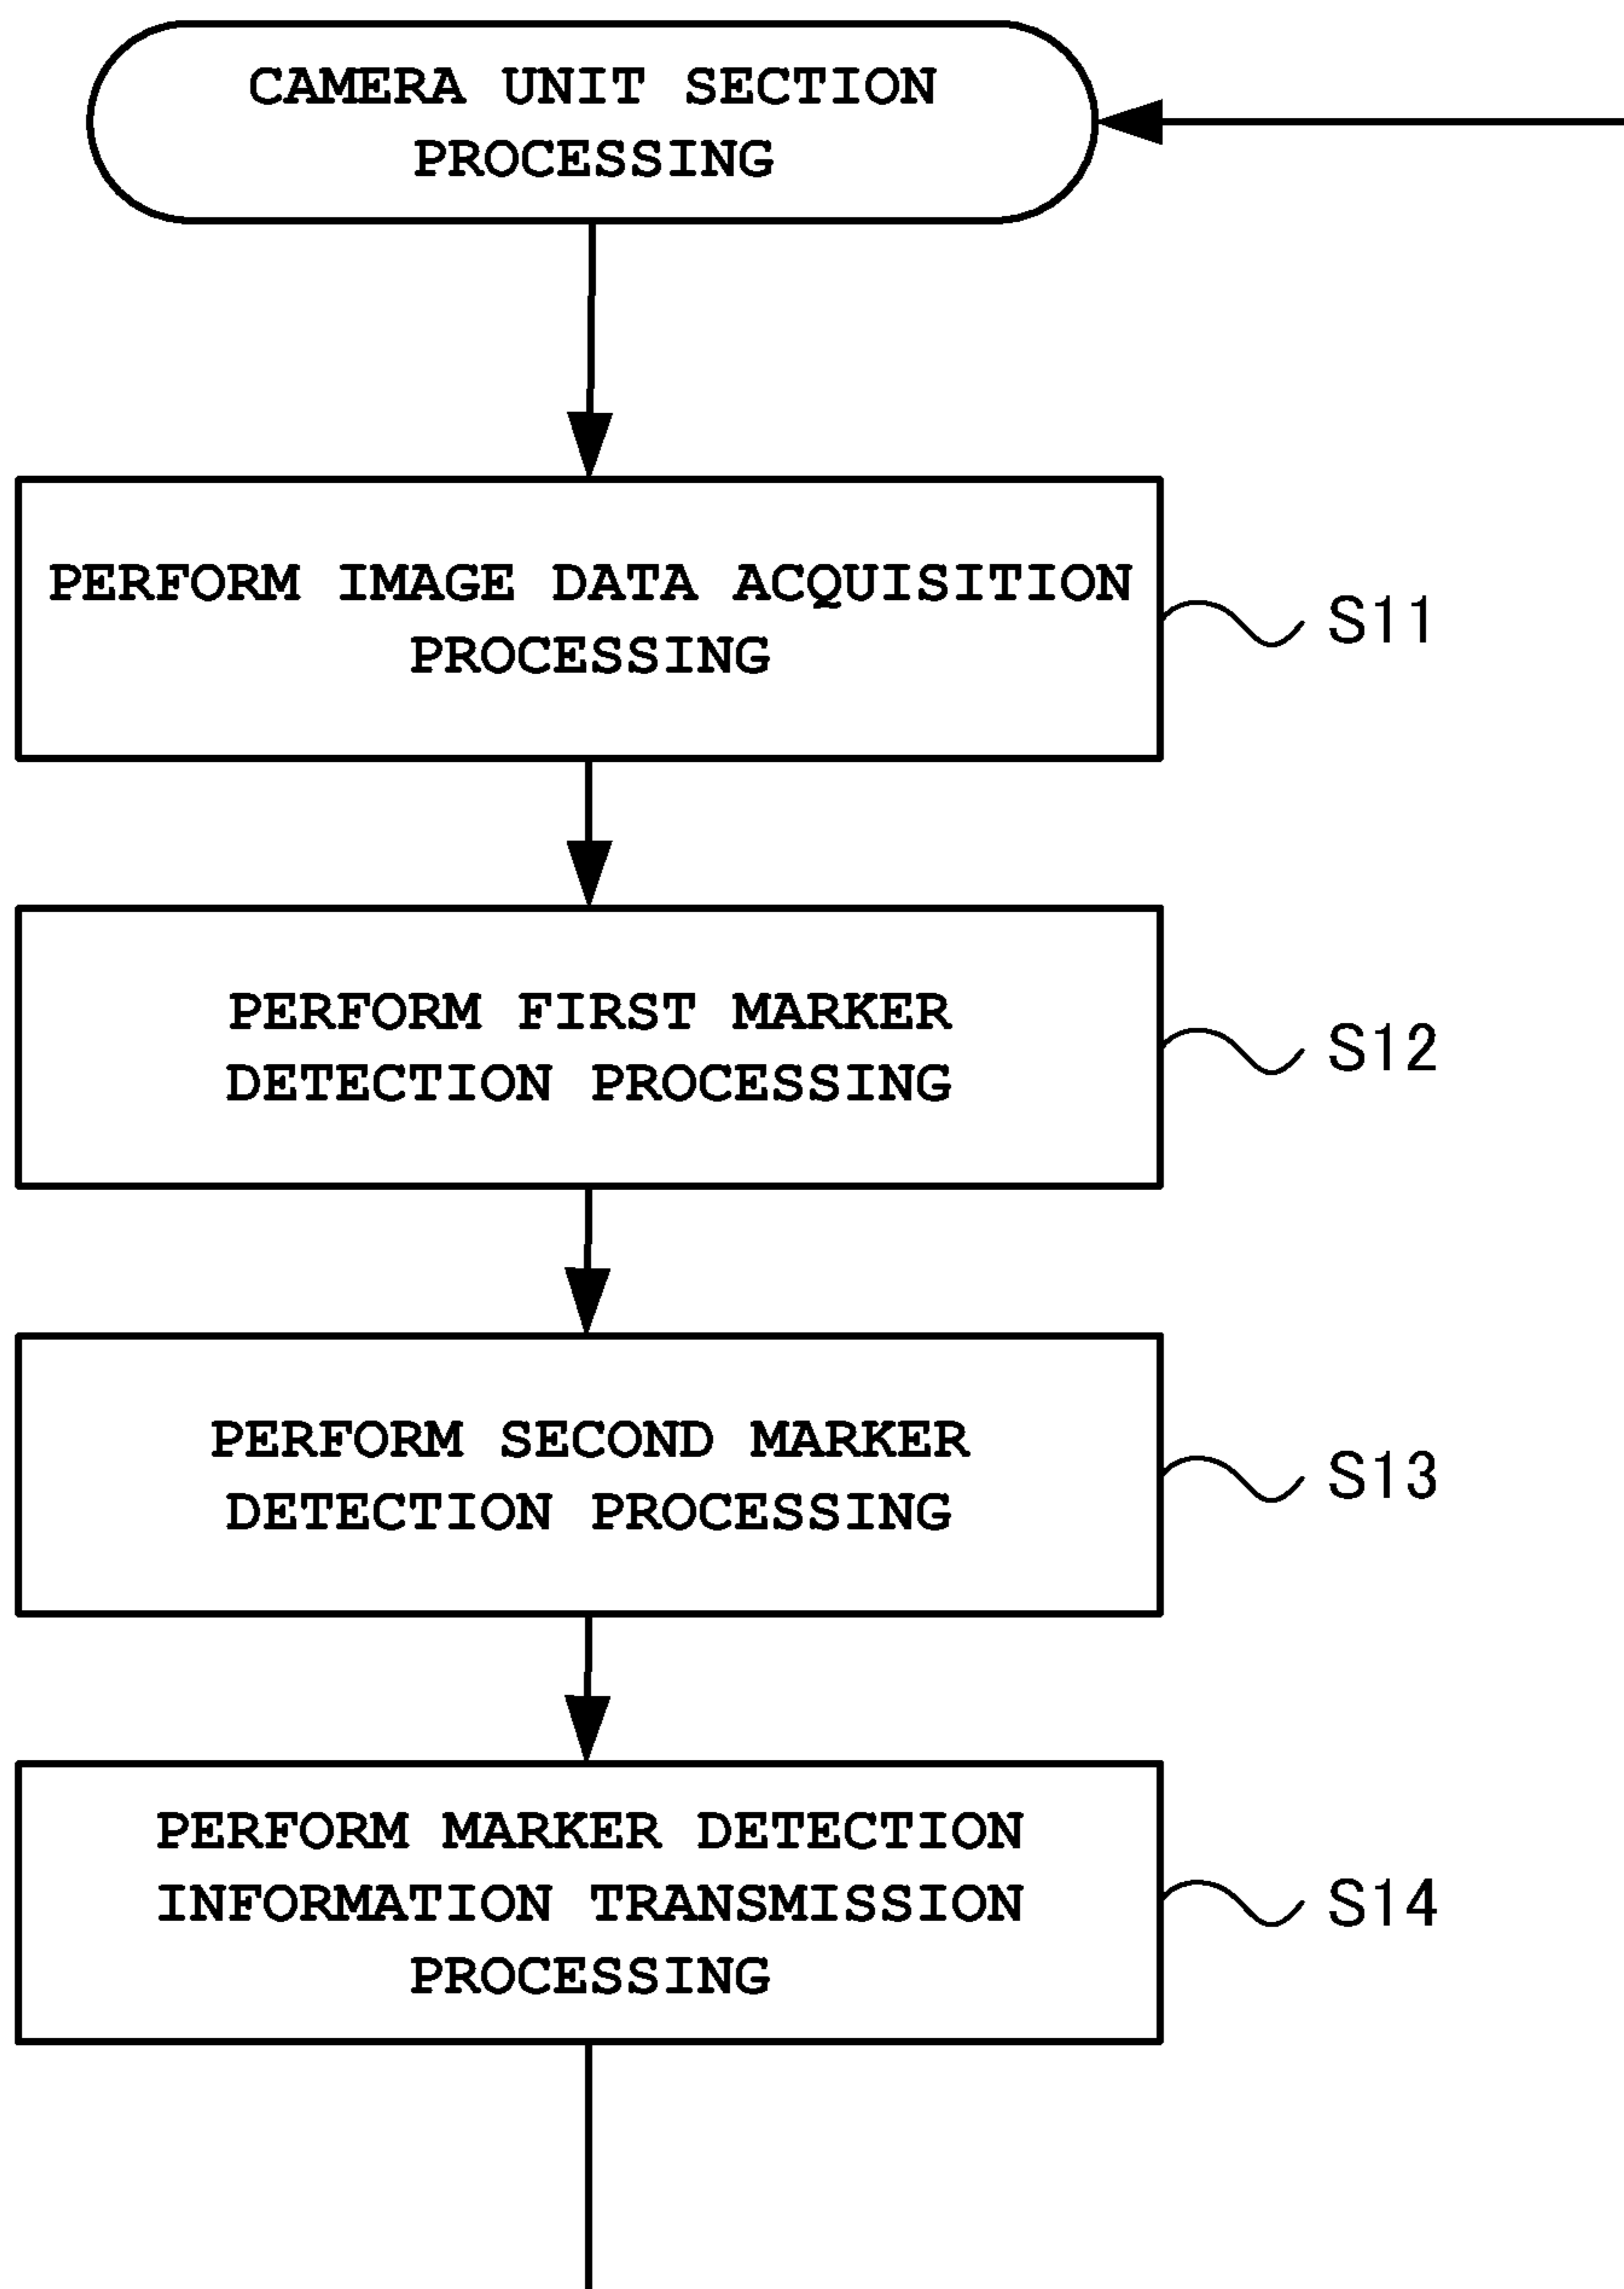 CAMERA UNIT SECTION
PROCESSING
PERFORM IMAGE DATA ACQUISITION
PROCESSING
S11
PERFORM FIRST MARKER
DETECTION PROCESSING
S12
PERFORM SECOND MARKER
DETECTION PROCESSING
S13
PERFORM MARKER DETECTION
INFORMATION TRANSMISSION
PROCESSING
S14